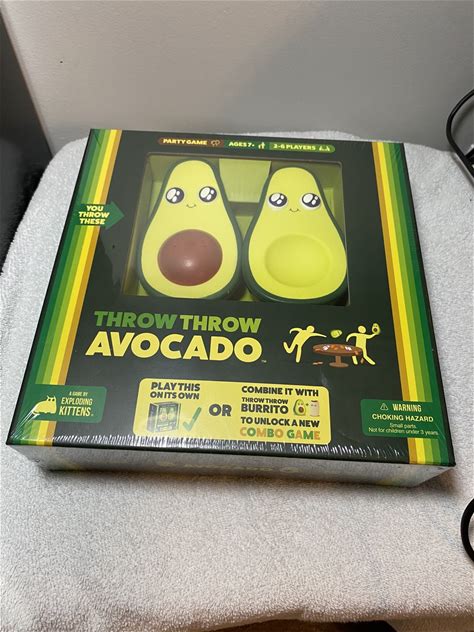 PARTY GAME
AGES 7+
2-6 PLAYERS
YOU
THROW
THESE
THROW THROW
AVOCADO™
A GAME BY
EXPLODING
KITTENS®
PLAY THIS
ON ITS OWN
OR
COMBINE IT WITH
THROW THROW
BURRITO
TO UNLOCK A NEW
COMBO GAME
WARNING
CHOKING HAZARD
Small parts.
Not for children under 3 years.